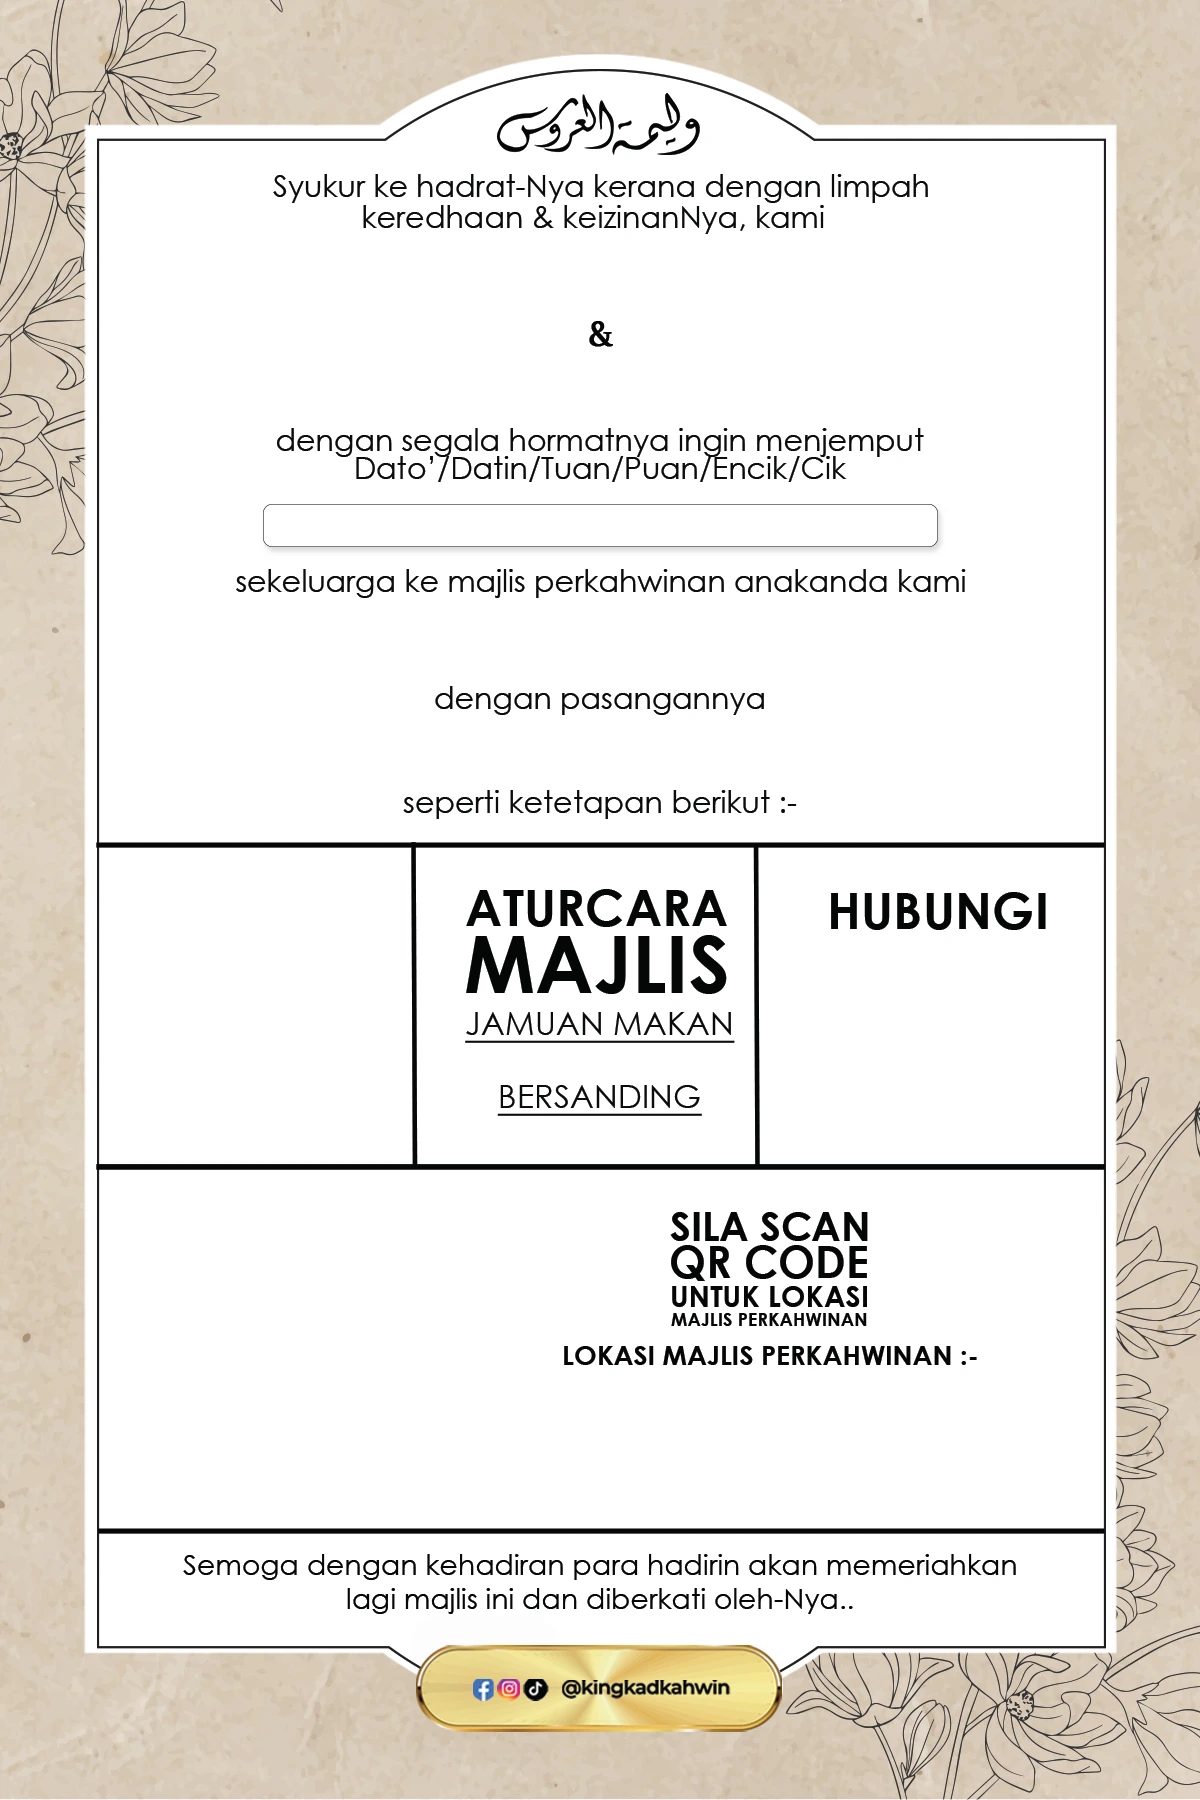 وليمة العروس
Syukur ke hadrat-Nya kerana dengan limpah
keredhaan & keizinanNya, kami
&
dengan segala hormatnya ingin menjemput
Dato’/Datin/Tuan/Puan/Encik/Cik
sekeluarga ke majlis perkahwinan anakanda kami
dengan pasangannya
seperti ketetapan berikut :-
ATURCARA
MAJLIS
JAMUAN MAKAN
BERSANDING
HUBUNGI
SILA SCAN
QR CODE
UNTUK LOKASI
MAJLIS PERKAHWINAN
LOKASI MAJLIS PERKAHWINAN :-
Semoga dengan kehadiran para hadirin akan memeriahkan
lagi majlis ini dan diberkati oleh-Nya..
@kingkadkahwin